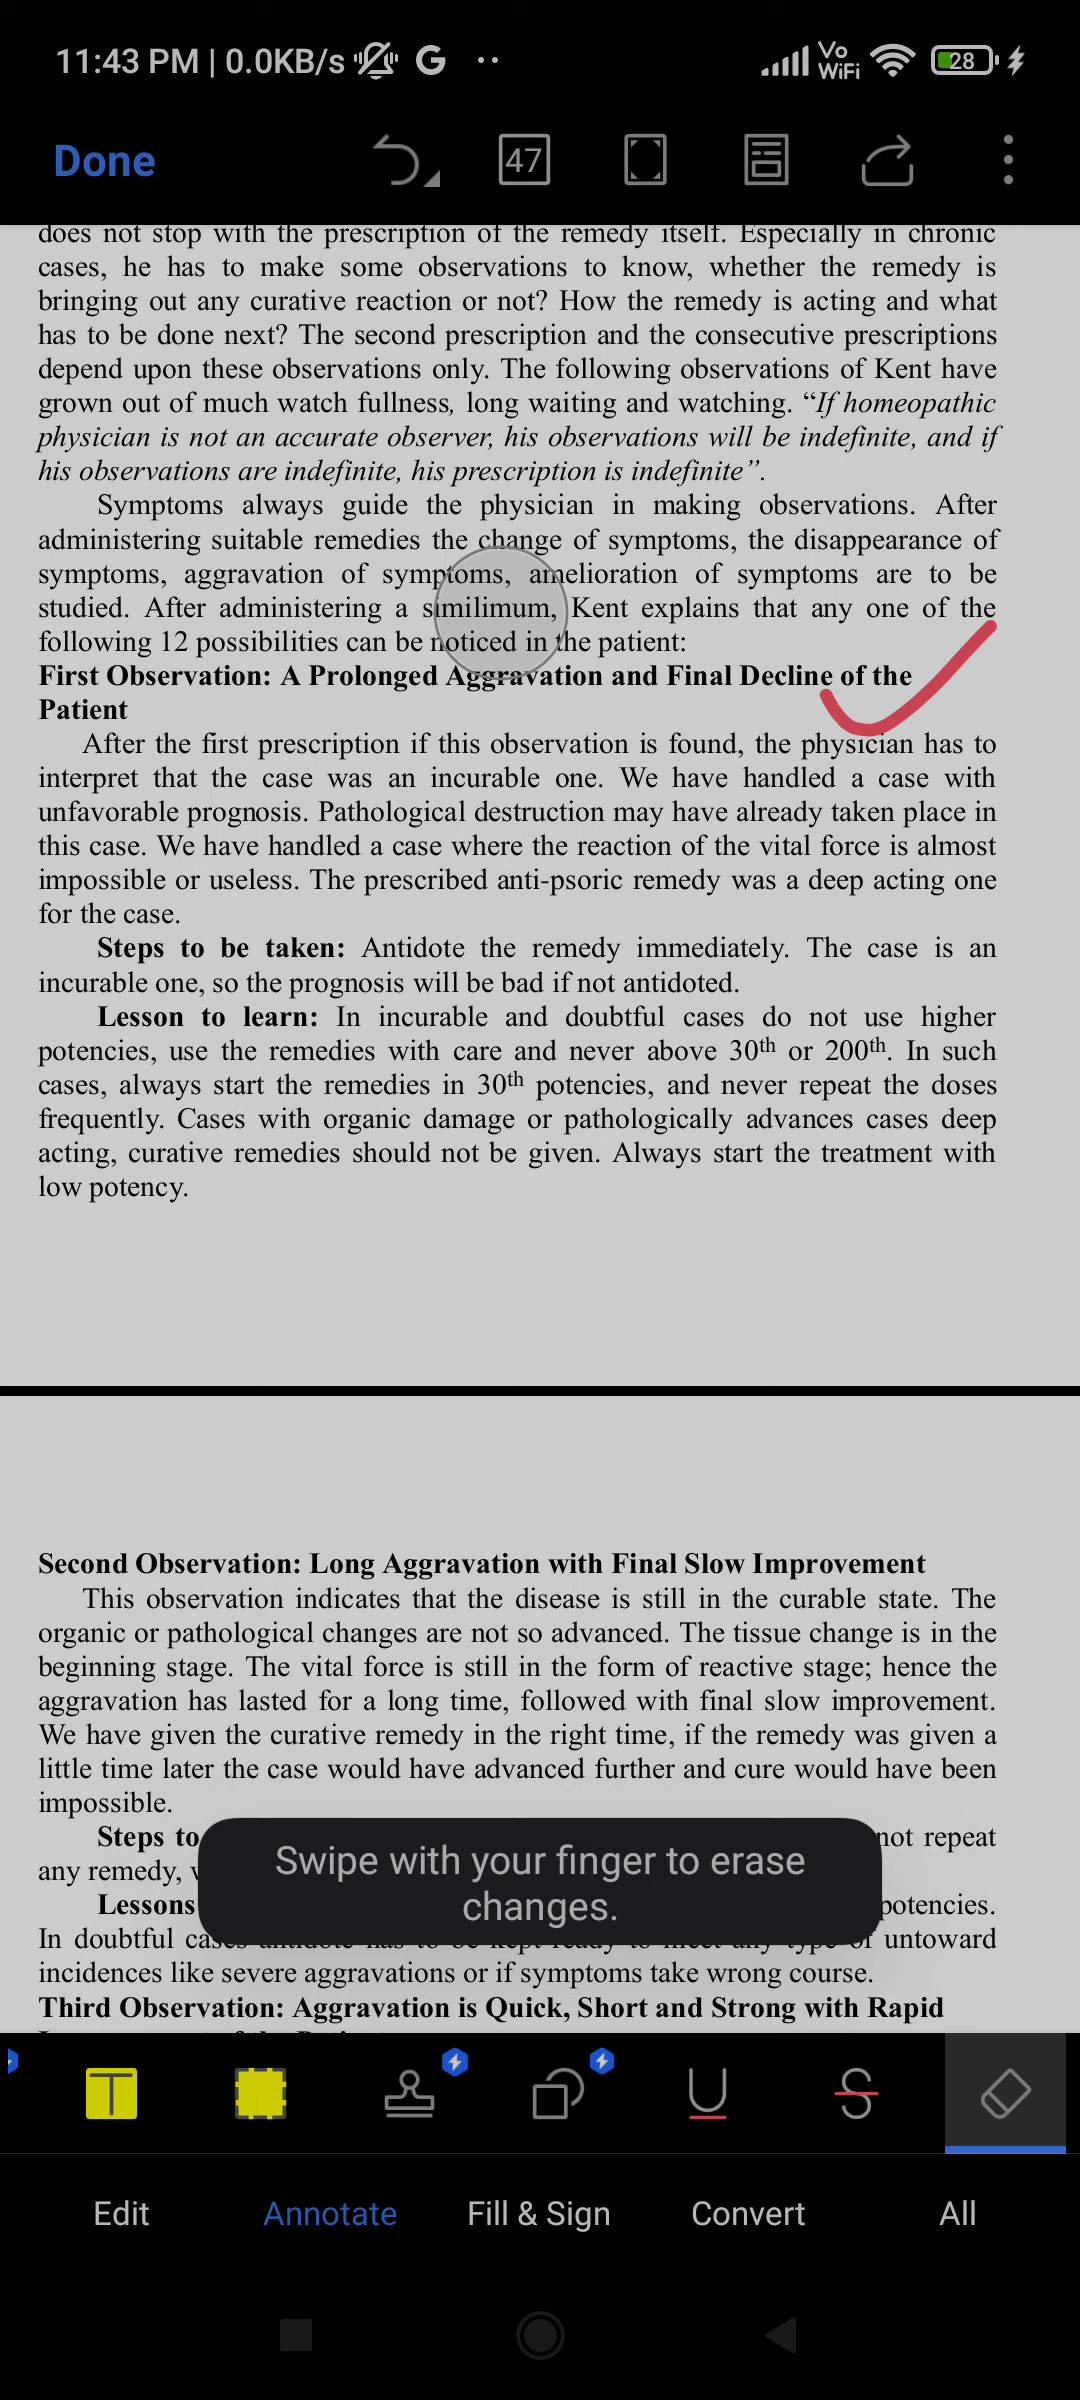 11:43 PM | 0.0KB/s
Vo
WiFi
28
Done
47
does not stop with the prescription of the remedy itself. Especially in chronic
cases, he has to make some observations to know, whether the remedy is
bringing out any curative reaction or not? How the remedy is acting and what
has to be done next? The second prescription and the consecutive prescriptions
depend upon these observations only. The following observations of Kent have
grown out of much watch fullness, long waiting and watching. “If homeopathic
physician is not an accurate observer, his observations will be indefinite, and if
his observations are indefinite, his prescription is indefinite”.
Symptoms always guide the physician in making observations. After
administering suitable remedies the change of symptoms, the disappearance of
symptoms, aggravation of symptoms, amelioration of symptoms are to be
studied. After administering a similimum, Kent explains that any one of the
following 12 possibilities can be noticed in the patient:
First Observation: A Prolonged Aggravation and Final Decline of the
Patient
After the first prescription if this observation is found, the physician has to
interpret that the case was an incurable one. We have handled a case with
unfavorable prognosis. Pathological destruction may have already taken place in
this case. We have handled a case where the reaction of the vital force is almost
impossible or useless. The prescribed anti-psoric remedy was a deep acting one
for the case.
Steps to be taken: Antidote the remedy immediately. The case is an
incurable one, so the prognosis will be bad if not antidoted.
Lesson to learn: In incurable and doubtful cases do not use higher
potencies, use the remedies with care and never above 30th or 200th. In such
cases, always start the remedies in 30th potencies, and never repeat the doses
frequently. Cases with organic damage or pathologically advances cases deep
acting, curative remedies should not be given. Always start the treatment with
low potency.
Second Observation: Long Aggravation with Final Slow Improvement
This observation indicates that the disease is still in the curable state. The
organic or pathological changes are not so advanced. The tissue change is in the
beginning stage. The vital force is still in the form of reactive stage; hence the
aggravation has lasted for a long time, followed with final slow improvement.
We have given the curative remedy in the right time, if the remedy was given a
little time later the case would have advanced further and cure would have been
impossible.
Steps to not repeat
any remedy,
Swipe with your finger to erase
changes.
Lessons potencies.
In doubtful cases antidote has to be kept ready to meet any type of untoward
incidences like severe aggravations or if symptoms take wrong course.
Third Observation: Aggravation is Quick, Short and Strong with Rapid
Edit Annotate Fill & Sign Convert All